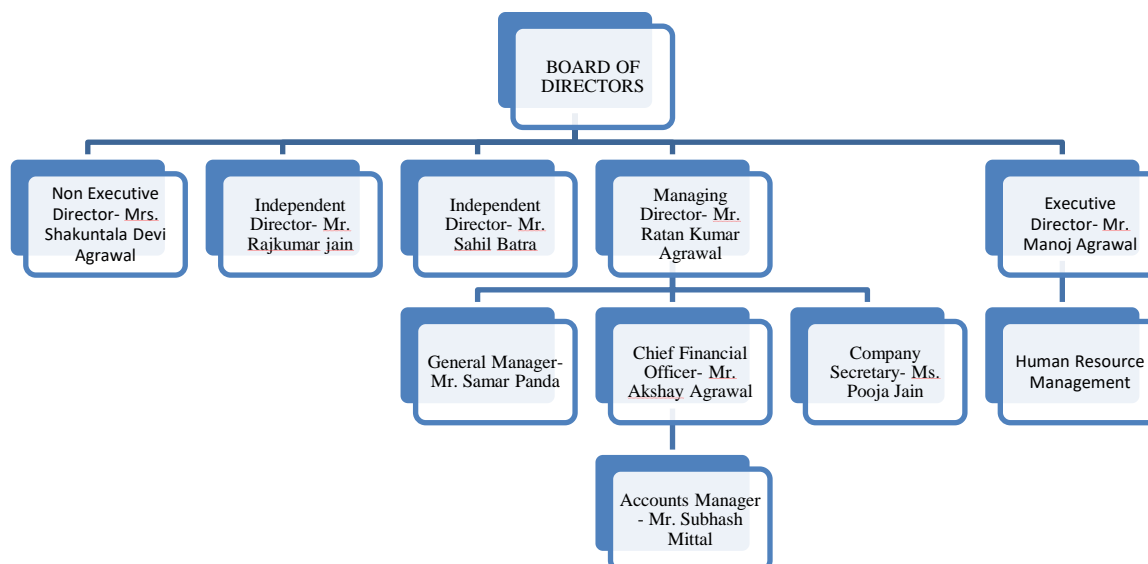 BOARD OF
DIRECTORS
Non Executive
Director- Mrs.
Shakuntala Devi
Agrawal
Independent
Director- Mr.
Rajkumar jain
Independent
Director- Mr.
Sahil Batra
Managing
Director- Mr.
Ratan Kumar
Agrawal
Executive
Director- Mr.
Manoj Agrawal
General Manager-
Mr. Samar Panda
Chief Financial
Officer- Mr.
Akshay Agrawal
Company
Secretary- Ms.
Pooja Jain
Human Resource
Management
Accounts Manager
- Mr. Subhash
Mittal